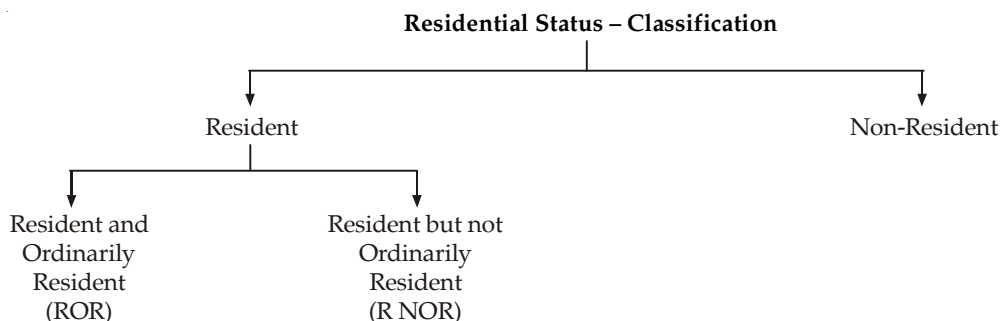 Residential Status – Classification
Resident
Non-Resident
Resident and
Ordinarily
Resident
(ROR)
Resident but not
Ordinarily
Resident
(R NOR)